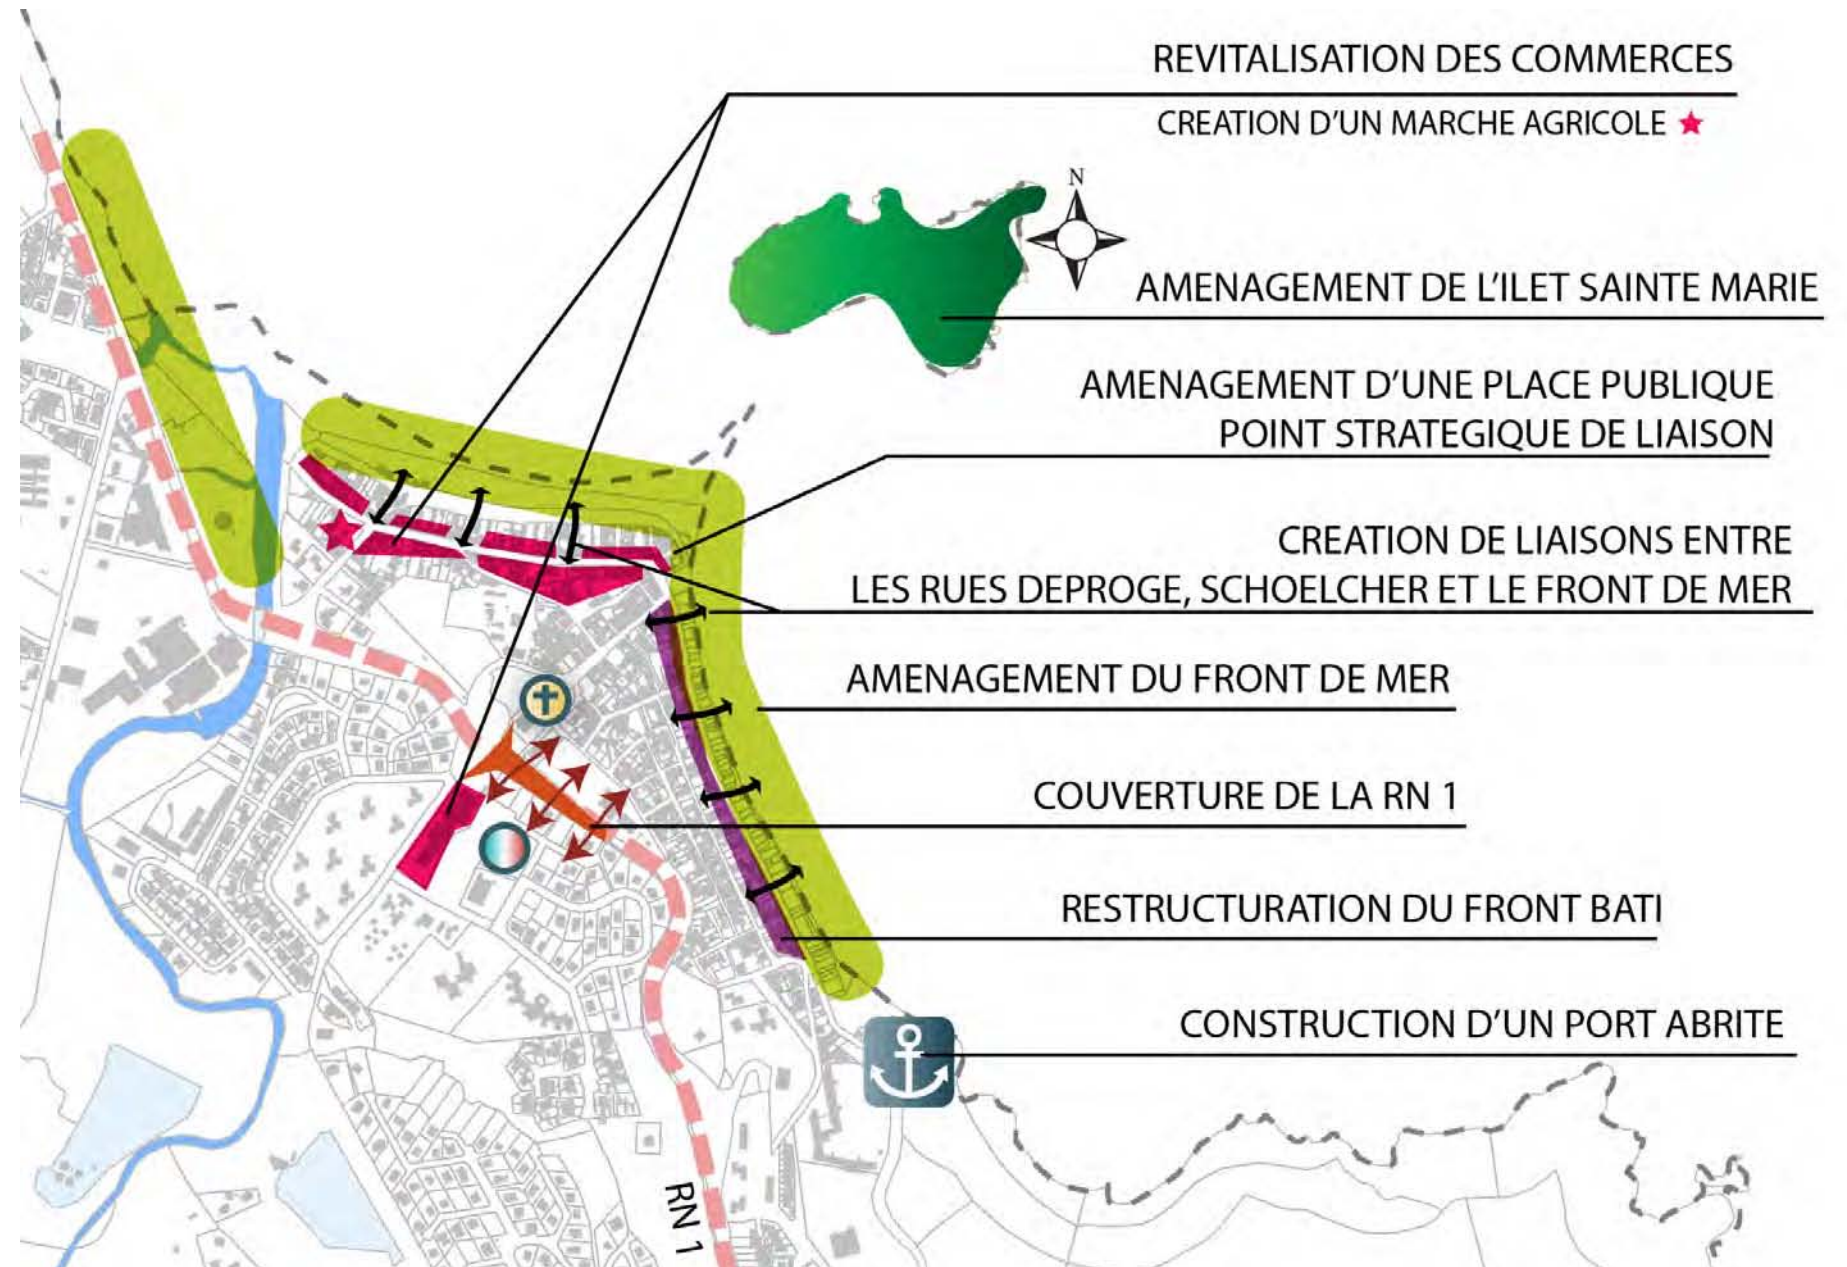 REVITALISATION DES COMMERCES
CREATION D'UN MARCHE AGRICOLE
N
AMENAGEMENT DE L'ILET SAINTE MARIE
AMENAGEMENT D'UNE PLACE PUBLIQUE
POINT STRATEGIQUE DE LIAISON
CREATION DE LIAISONS ENTRE
LES RUES DEPROGE, SCHOELCHER ET LE FRONT DE MER
AMENAGEMENT DU FRONT DE MER
COUVERTURE DE LA RN 1
RESTRUCTURATION DU FRONT BATI
CONSTRUCTION D'UN PORT ABRITE
RN 1